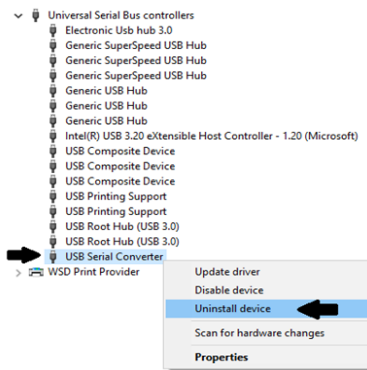 Universal Serial Bus controllers
Electronic Usb hub 3.0
Generic SuperSpeed USB Hub
Generic SuperSpeed USB Hub
Generic SuperSpeed USB Hub
Generic USB Hub
Generic USB Hub
Generic USB Hub
Intel(R) USB 3.20 eXtensible Host Controller - 1.20 (Microsoft)
USB Composite Device
USB Composite Device
USB Composite Device
USB Printing Support
USB Printing Support
USB Root Hub (USB 3.0)
USB Root Hub (USB 3.0)
USB Serial Converter
WSD Print Provider
Update driver
Disable device
Uninstall device
Scan for hardware changes
Properties